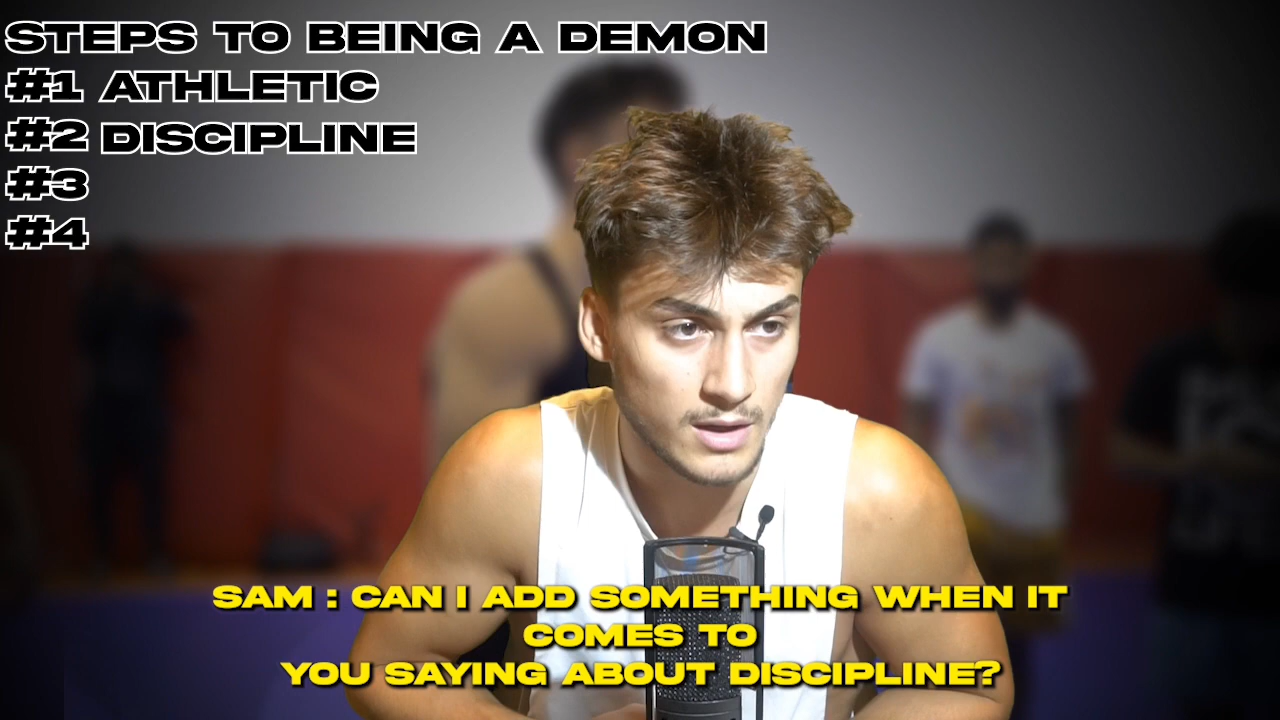 STEPS TO BEING A DEMON
#1 ATHLETIC
#2 DISCIPLINE
#3
#4
SAM : CAN I ADD SOMETHING WHEN IT
COMES TO
YOU SAYING ABOUT DISCIPLINE?